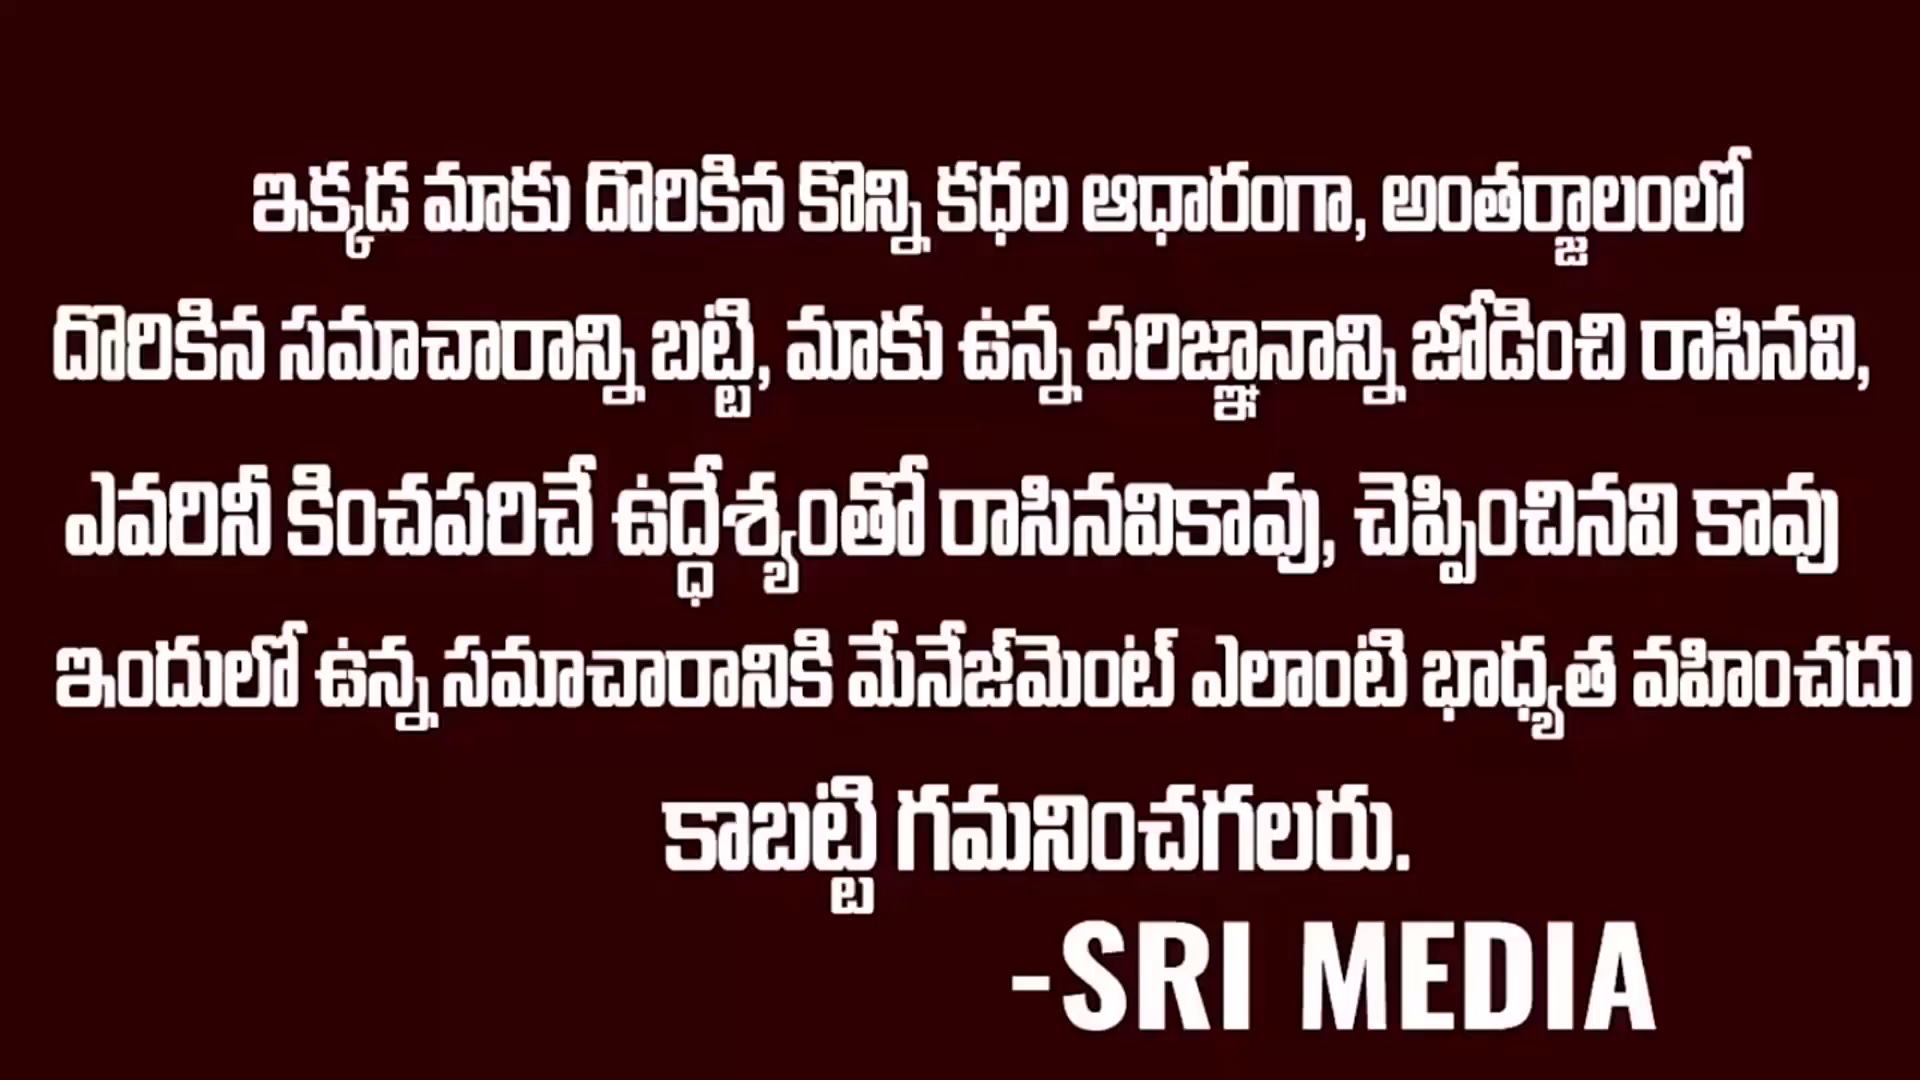 ఇక్కడ మాకు దొరికిన కొన్ని కధల ఆధారంగా, అంతర్జాలంలో
దొరికిన సమాచారాన్ని బట్టి, మాకు ఉన్న పరిజ్ఞానాన్ని జోడించి రాసినవి,
ఎవరినీ కించపరిచే ఉద్ధేశ్యంతో రాసినవికావు, చెప్పించినవి కావు
ఇందులో ఉన్న సమాచారానికి మేనేజ్‌మెంట్ ఎలాంటి భాధ్యత వహించదు
కాబట్టి గమనించగలరు.
-SRI MEDIA